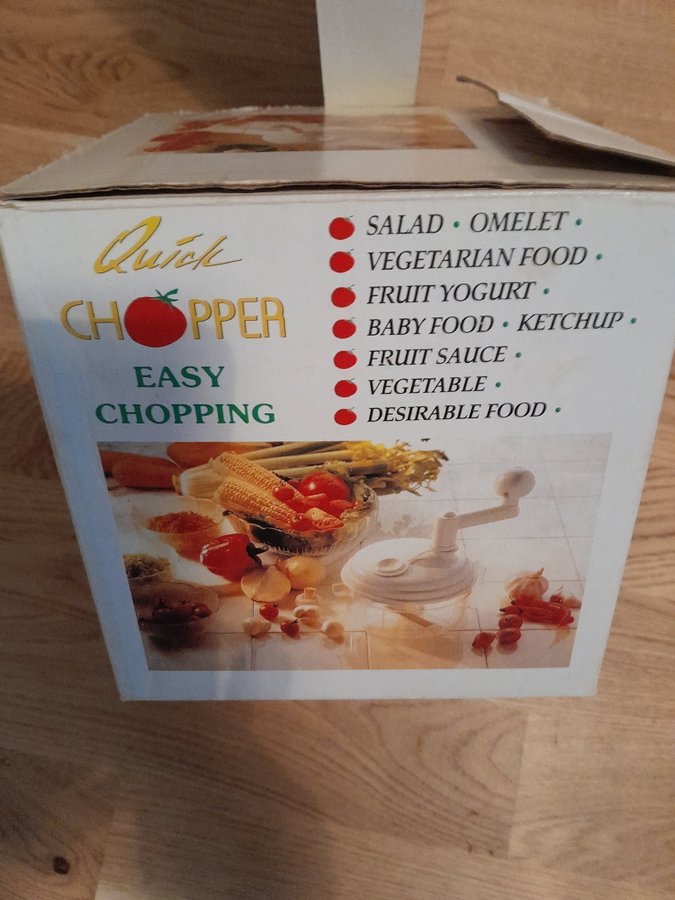 Quick
CHOPPER
EASY
CHOPPING
SALAD • OMELET •
VEGETARIAN FOOD •
FRUIT YOGURT •
BABY FOOD • KETCHUP •
FRUIT SAUCE •
VEGETABLE •
DESIRABLE FOOD •